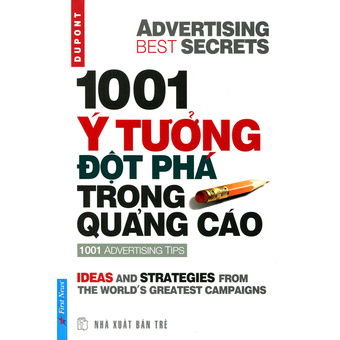 DUPONT
ADVERTISING
BEST SECRETS
1001
Ý TƯỞNG
ĐỘT PHÁ
TRONG
QUẢNG CÁO
1001 ADVERTISING TIPS
IDEAS AND STRATEGIES FROM
THE WORLD'S GREATEST CAMPAIGNS
First News
NHÀ XUẤT BẢN TRẺ